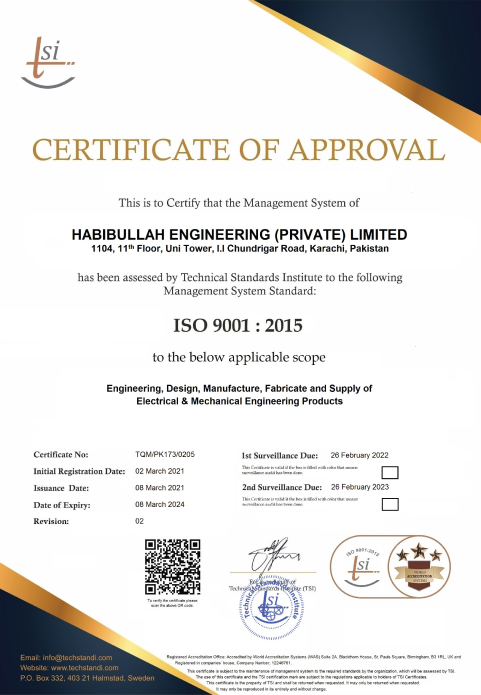 tsi
CERTIFICATE OF APPROVAL
This is to Certify that the Management System of
HABIBULLAH ENGINEERING (PRIVATE) LIMITED
1104, 11th Floor, Uni Tower, I.I Chundrigar Road, Karachi, Pakistan
has been assessed by Technical Standards Institute to the following
Management System Standard:
ISO 9001 : 2015
to the below applicable scope
Engineering, Design, Manufacture, Fabricate and Supply of
Electrical & Mechanical Engineering Products
Certificate No: TQM/PK173/0205
Initial Registration Date: 02 March 2021
Issuance Date: 08 March 2021
Date of Expiry: 08 March 2024
Revision: 02
1st Surveillance Due: 26 February 2022
This Certificate is valid if the box is filled with color that means
surveillance audit has been done.
2nd Surveillance Due: 26 February 2023
This Certificate is valid if the box is filled with color that means
surveillance audit has been done.
To verify the certificate please
scan the above QR code
For & on behalf of
Technical Standards Institute (TSI)
tsi
ISO 9001:2015
tsi
WORLD
ACCREDITATION
SYSTEMS
Email: info@techstandi.com
Website: www.techstandi.com
P.O. Box 332, 403 21 Halmstad, Sweden
Registered Accreditation Office: Accredited by World Accreditation Systems (WAS) Suite 2A, Blackthorn House, St. Pauls Square, Birmingham, B3 1RL, UK and
Registered in companies' house, Company Number: 12246761.
This certificate is subject to the maintenance of management system to the required standards by the organization, which will be assessed by TSI.
The use of this certificate and the TSI certification mark are subject to the regulations applicable to holders of TSI Certificates.
This certificate is the property of TSI and shall be returned when requested. It may only be returned when requested.
It may only be reproduced in its entirety and without change.